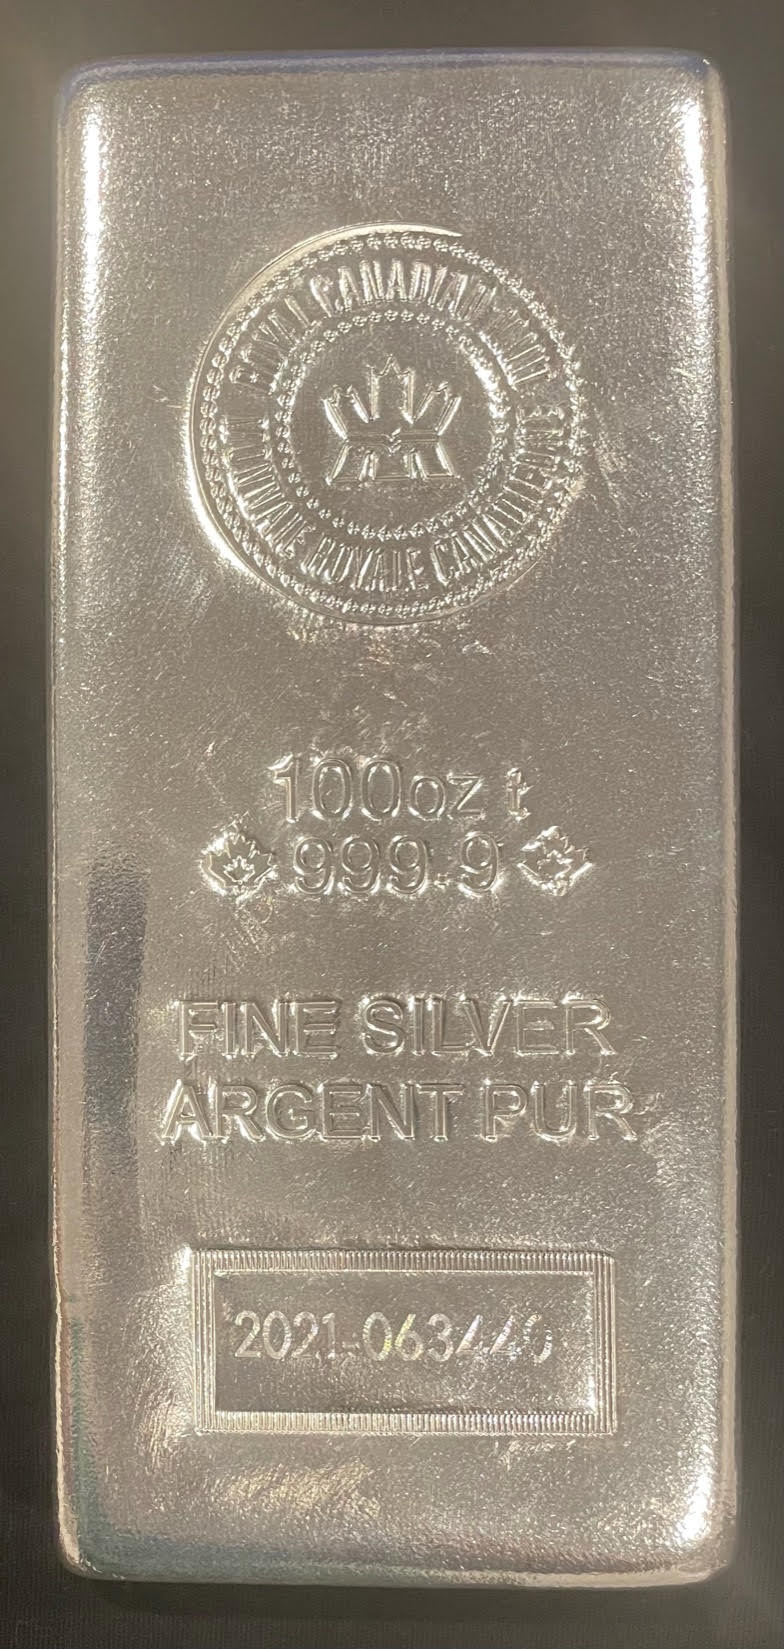 ROYAL CANADIAN MINT
MONNAIE ROYALE CANADIENNE
100oz t
999.9
FINE SILVER
ARGENT PUR
2021-063440